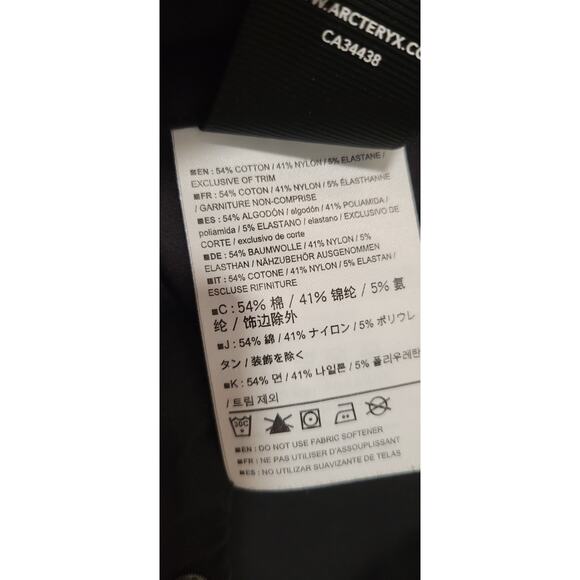 W.ARCTERYX.CO
CA34438
EN : 54% COTTON / 41% NYLON / 5% ELASTANE /
EXCLUSIVE OF TRIM
FR : 54% COTON / 41% NYLON / 5% ÉLASTHANNE
/ GARNITURE NON-COMPRISE
ES : 54% ALGODÓN / algodón / 41% POLIAMIDA /
poliamida / 5% ELASTANO / elastano / EXCLUSIVO DE
CORTE / exclusivo de corte
DE : 54% BAUMWOLLE / 41% NYLON / 5%
ELASTHAN / NÄHZUBEHÖR AUSGENOMMEN
IT : 54% COTONE / 41% NYLON / 5% ELASTAN /
ESCLUSE RIFINITURE
C : 54% 棉 / 41% 锦纶 / 5% 氨
纶 / 饰边除外
J : 54% 綿 / 41% ナイロン / 5% ポリウレ
タン / 装飾を除く
K : 54% 면 / 41% 나일론 / 5% 폴리우레탄
/ 트림 제외
30C
EN : DO NOT USE FABRIC SOFTENER
FR : NE PAS UTILISER D'ASSOUPLISSANT
ES : NO UTILIZAR SUAVIZANTE DE TELAS